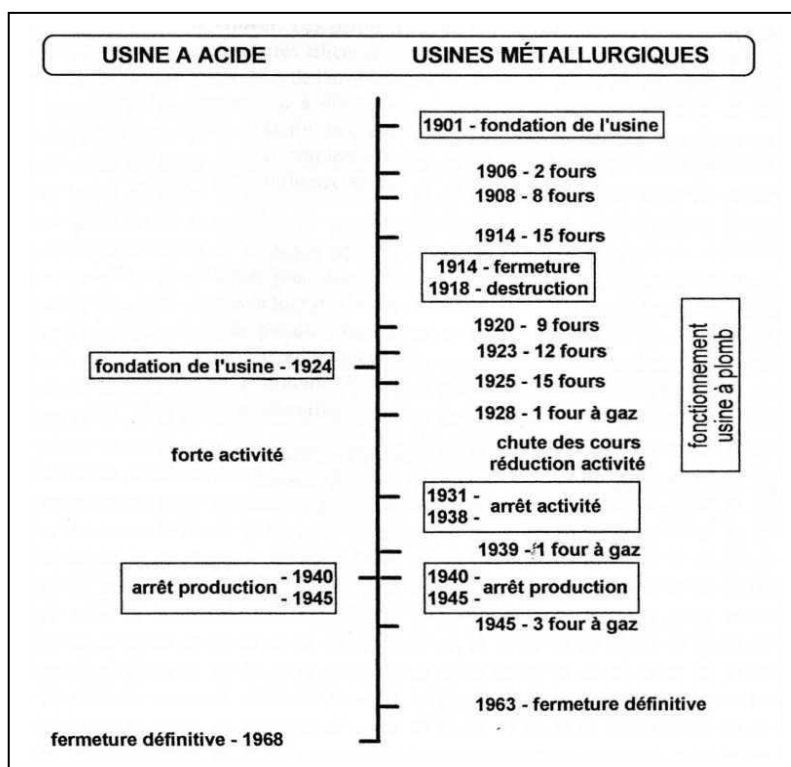 USINE A ACIDE
USINES MÉTALLURGIQUES
1901 - fondation de l'usine
1906 - 2 fours
1908 - 8 fours
1914 - 15 fours
1914 - fermeture
1918 - destruction
1920 - 9 fours
1923 - 12 fours
fondation de l'usine - 1924
1925 - 15 fours
1928 - 1 four à gaz
fonctionnement
usine à plomb
forte activité
chute des cours
réduction activité
1931 -
1938 -
arrêt activité
1939 - 1 four à gaz
arrêt production
- 1940
- 1945
1940 -
1945 -
arrêt production
1945 - 3 four à gaz
1963 - fermeture définitive
fermeture définitive - 1968